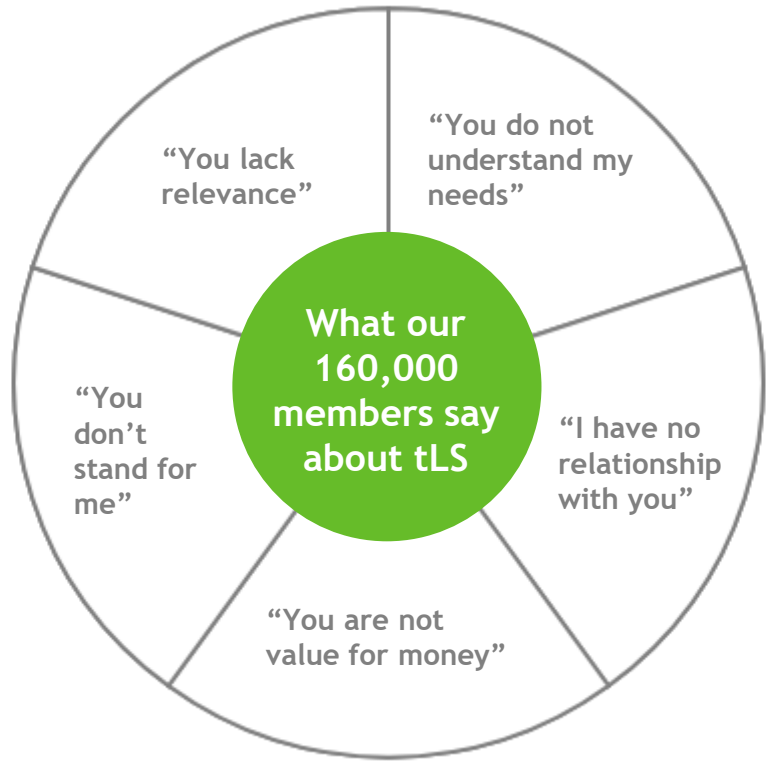 What our
160,000
members say
about tLS
“You do not
understand my
needs”
“I have no
relationship
with you”
“You are not
value for money”
“You
don’t
stand for
me”
“You lack
relevance”